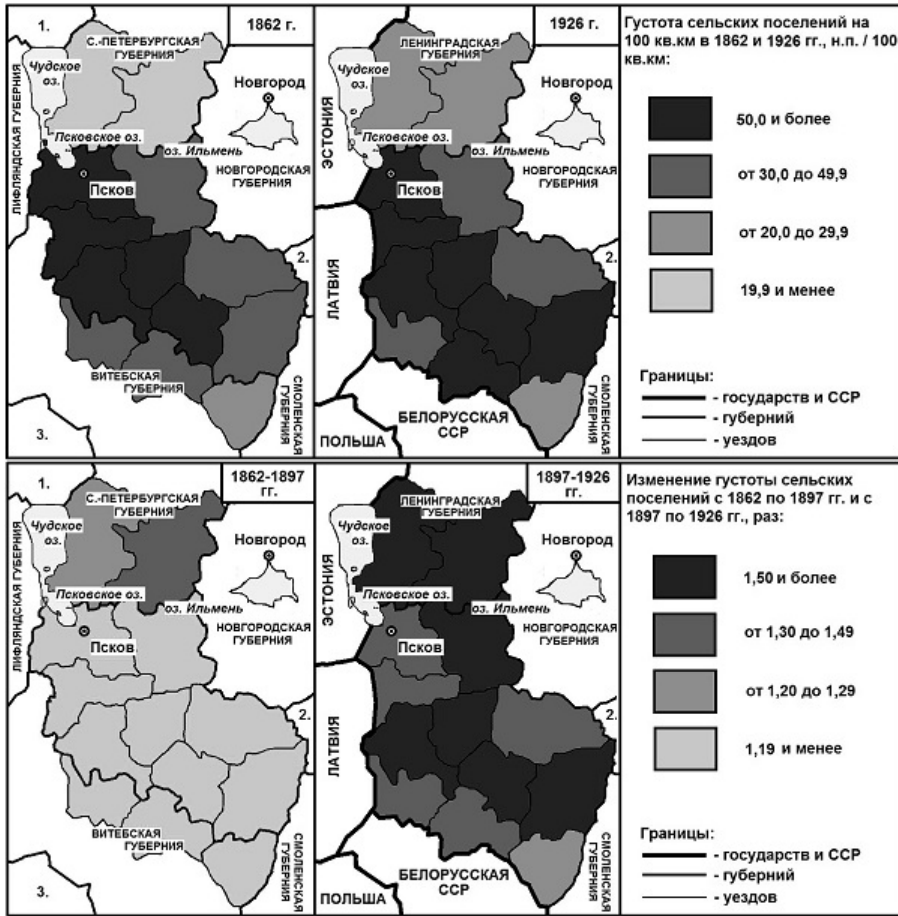 1.
С.-ПЕТЕРБУРГСКАЯ
ГУБЕРНИЯ
1862 г.
Чудское
оз.
Новгород
ЛИФЛЯНДСКАЯ ГУБЕРНИЯ
Псковское оз.
оз. Ильмень
Псков
НОВГОРОДСКАЯ
ГУБЕРНИЯ
2.
ВИТЕБСКАЯ
ГУБЕРНИЯ
СМОЛЕНСКАЯ
ГУБЕРНИЯ
3.
ЛЕНИНГРАДСКАЯ
ГУБЕРНИЯ
1926 г.
Чудское
оз.
Новгород
ЭСТОНИЯ
Псковское оз.
оз. Ильмень
Псков
НОВГОРОДСКАЯ
ГУБЕРНИЯ
2.
ЛАТВИЯ
СМОЛЕНСКАЯ
ГУБЕРНИЯ
БЕЛОРУССКАЯ
ССР
ПОЛЬША
Густота сельских поселений на
100 кв.км в 1862 и 1926 гг., н.п. / 100
кв.км:
50,0 и более
от 30,0 до 49,9
от 20,0 до 29,9
19,9 и менее
Границы:
- государств и ССР
- губерний
- уездов
1.
С.-ПЕТЕРБУРГСКАЯ
ГУБЕРНИЯ
1862-1897
гг.
Чудское
оз.
Новгород
ЛИФЛЯНДСКАЯ ГУБЕРНИЯ
Псковское оз.
оз. Ильмень
Псков
НОВГОРОДСКАЯ
ГУБЕРНИЯ
2.
ВИТЕБСКАЯ
ГУБЕРНИЯ
СМОЛЕНСКАЯ
ГУБЕРНИЯ
3.
ЛЕНИНГРАДСКАЯ
ГУБЕРНИЯ
1897-1926
гг.
Чудское
оз.
Новгород
ЭСТОНИЯ
Псковское оз.
оз. Ильмень
Псков
НОВГОРОДСКАЯ
ГУБЕРНИЯ
2.
ЛАТВИЯ
СМОЛЕНСКАЯ
ГУБЕРНИЯ
БЕЛОРУССКАЯ
ССР
ПОЛЬША
Изменение густоты сельских
поселений с 1862 по 1897 гг. и с
1897 по 1926 гг., раз:
1,50 и более
от 1,30 до 1,49
от 1,20 до 1,29
1,19 и менее
Границы:
- государств и ССР
- губерний
- уездов